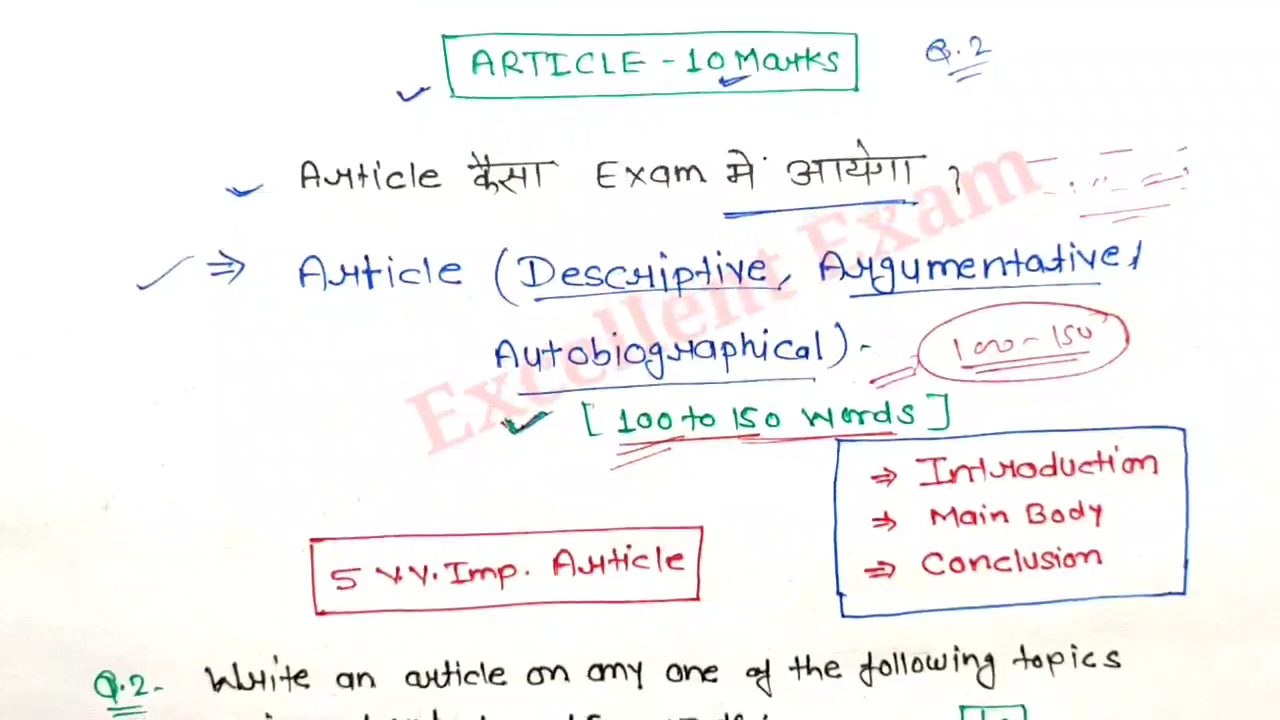 ARTICLE - 10 Marks
Q.2
Article कैसा Exam में आयेगा ?
⇒ Article (Descriptive, Argumentative,
Autobiographical) -
100-150
[ 100 to 150 words ]
⇒ Introduction
⇒ Main Body
⇒ Conclusion
5 V.V. Imp. Article
Q.2- Write an article on any one of the following topics
Excellent Exam